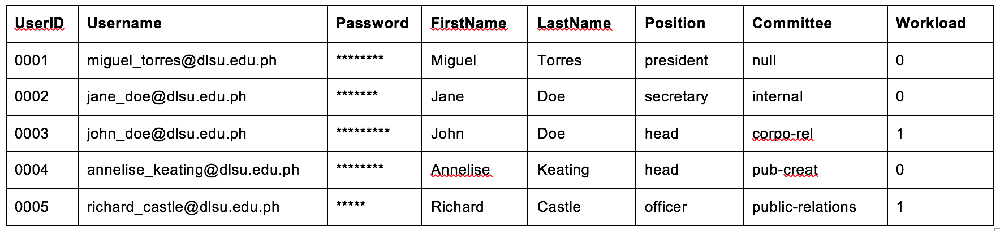 UserID Username Password FirstName LastName Position Committee Workload
0001 miguel_torres@dlsu.edu.ph ******** Miguel Torres president null 0
0002 jane_doe@dlsu.edu.ph ******* Jane Doe secretary internal 0
0003 john_doe@dlsu.edu.ph ********* John Doe head corpo-rel 1
0004 annelise_keating@dlsu.edu.ph ******** Annelise Keating head pub-creat 0
0005 richard_castle@dlsu.edu.ph ***** Richard Castle officer public-relations 1